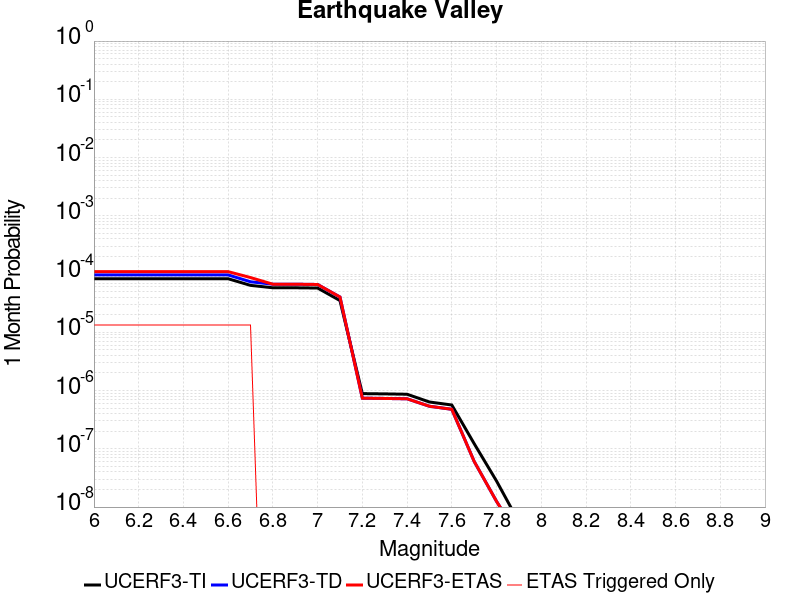 Earthquake Valley
10^0
10^-1
10^-2
10^-3
10^-4
10^-5
10^-6
10^-7
10^-8
1 Month Probability
6 6.2 6.4 6.6 6.8 7 7.2 7.4 7.6 7.8 8 8.2 8.4 8.6 8.8 9
Magnitude
UCERF3-TI UCERF3-TD UCERF3-ETAS ETAS Triggered Only